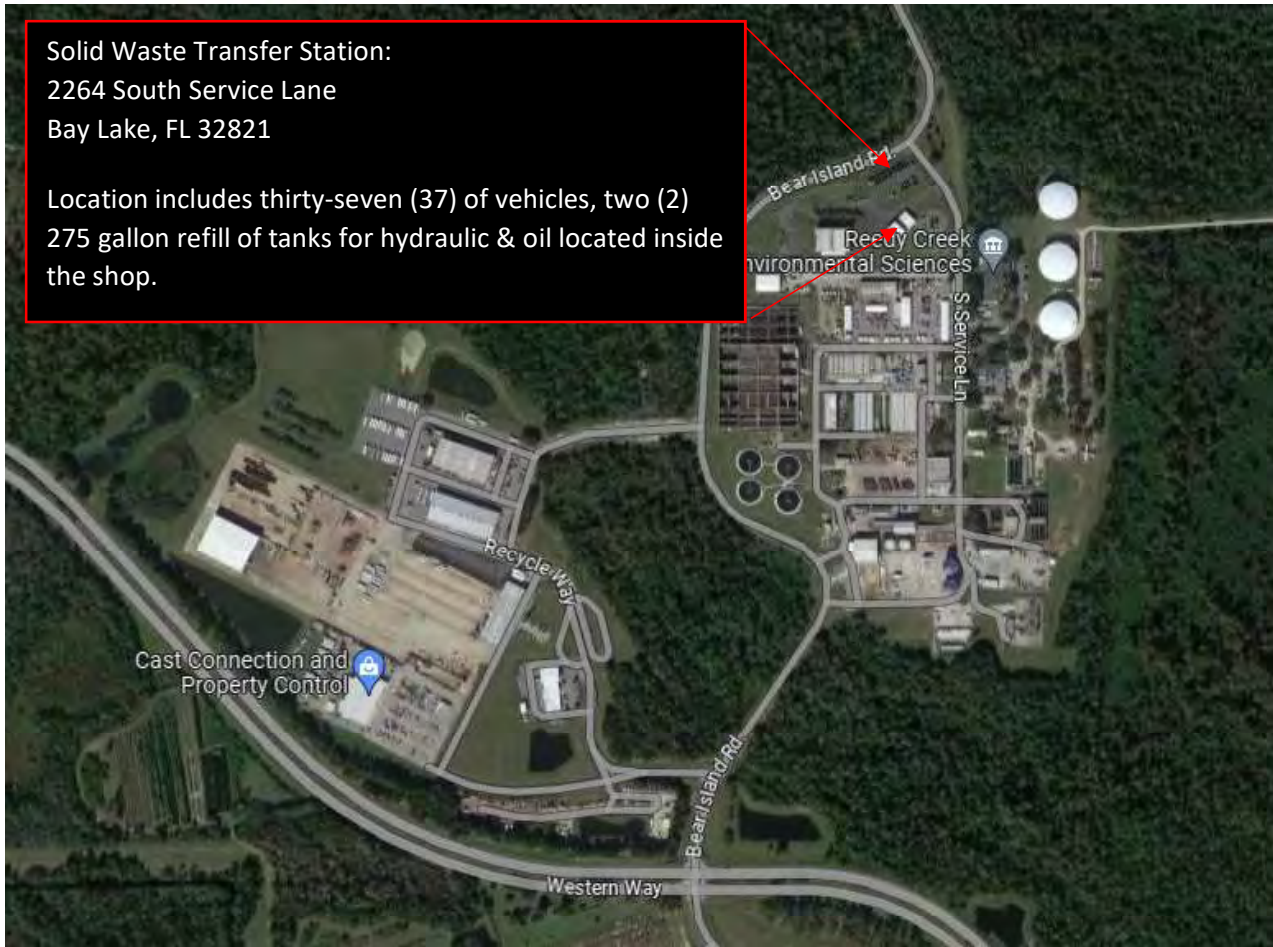 Solid Waste Transfer Station:
2264 South Service Lane
Bay Lake, FL 32821
Location includes thirty-seven (37) of vehicles, two (2)
275 gallon refill of tanks for hydraulic & oil located inside
the shop.
Bear Island Rd.
Reedy Creek
nvironmental Sciences
S Service Ln
Recycle Way
Cast Connection and
Property Control
Bear Island Rd.
Western Way